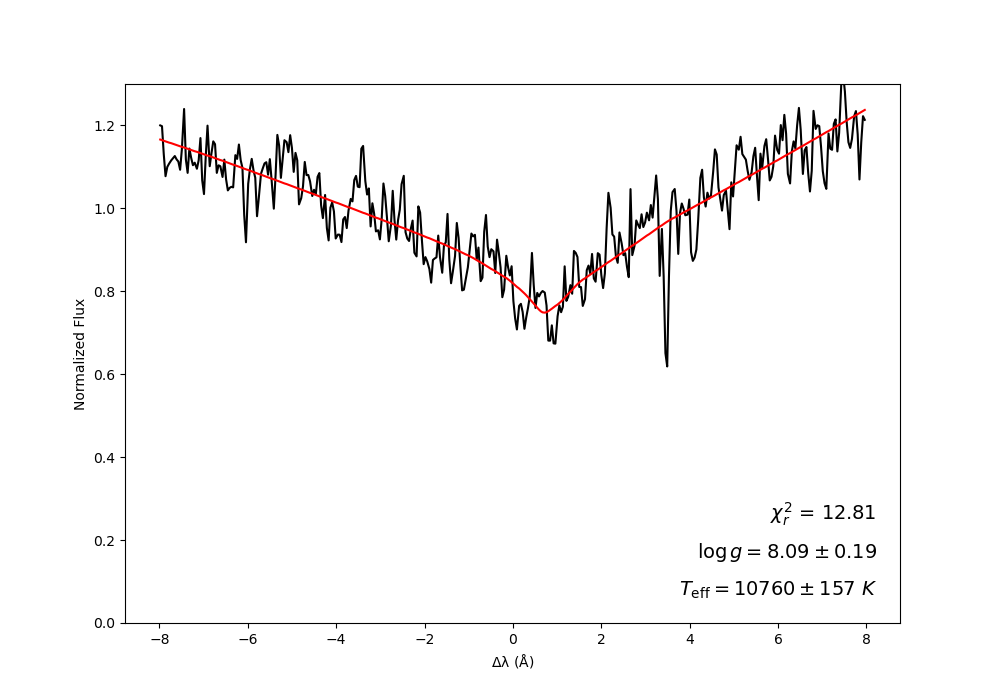 1.2
1.0
0.8
0.6
0.4
0.2
0.0
Normalized Flux
χ²ᵣ = 12.81
log g = 8.09 ± 0.19
T_eff = 10760 ± 157 K
−8 −6 −4 −2 0 2 4 6 8
Δλ (Å)